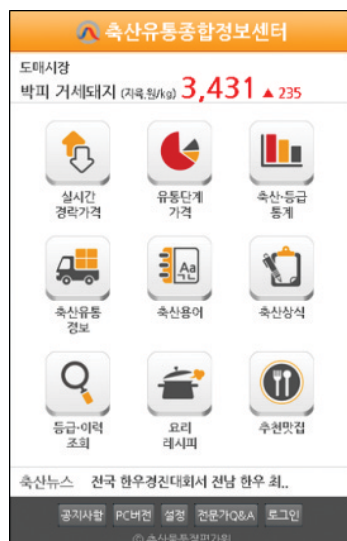 축산유통종합정보센터
도매시장
박피 거세돼지 (지육,원/kg) 3,431 ▲ 235
실시간
경락가격
유통단계
가격
축산·등급
통계
축산유통
정보
축산용어
축산상식
등급·이력
조회
요리
레시피
추천맛집
축산뉴스 전국 한우경진대회서 전남 한우 최..
공지사항 PC버전 설정 전문가Q&A 로그인